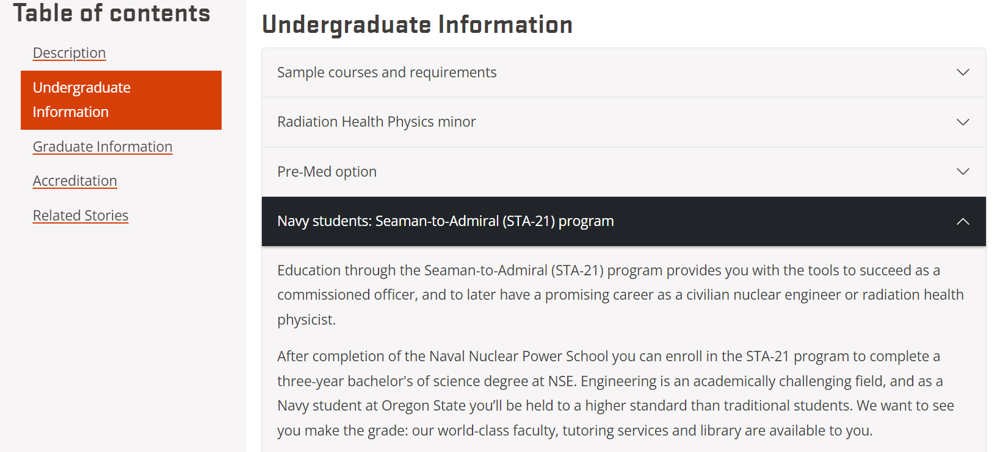 Table of contents
Description
Undergraduate
Information
Graduate Information
Accreditation
Related Stories
Undergraduate Information
Sample courses and requirements
Radiation Health Physics minor
Pre-Med option
Navy students: Seaman-to-Admiral (STA-21) program
Education through the Seaman-to-Admiral (STA-21) program provides you with the tools to succeed as a
commissioned officer, and to later have a promising career as a civilian nuclear engineer or radiation health
physicist.
After completion of the Naval Nuclear Power School you can enroll in the STA-21 program to complete a
three-year bachelor's of science degree at NSE. Engineering is an academically challenging field, and as a
Navy student at Oregon State you’ll be held to a higher standard than traditional students. We want to see
you make the grade: our world-class faculty, tutoring services and library are available to you.